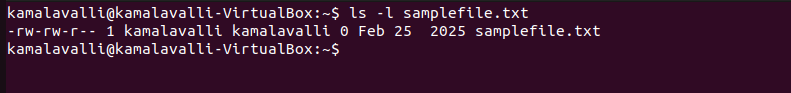 kamalavalli@kamalavalli-VirtualBox:~$ ls -l samplefile.txt
-rw-rw-r-- 1 kamalavalli kamalavalli 0 Feb 25  2025 samplefile.txt
kamalavalli@kamalavalli-VirtualBox:~$